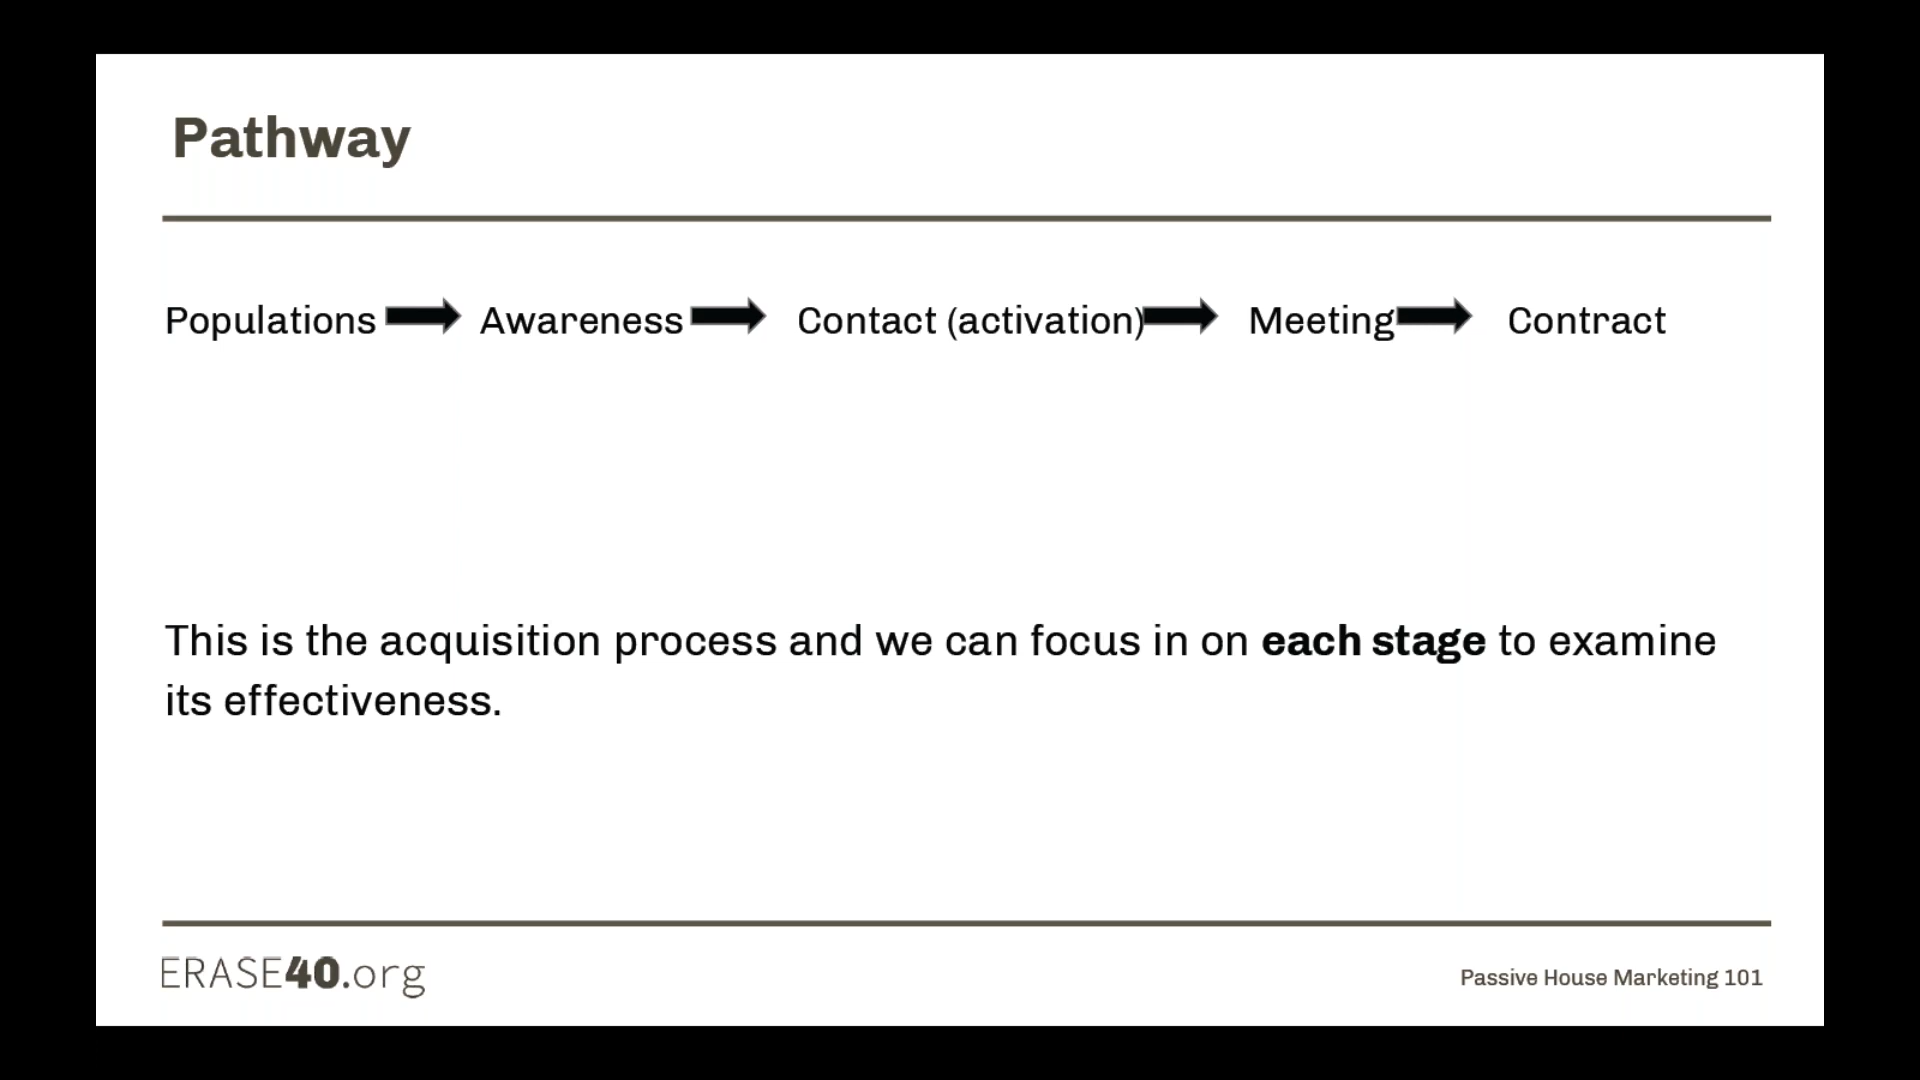 Pathway
Populations Awareness Contact (activation) Meeting Contract
This is the acquisition process and we can focus in on each stage to examine
its effectiveness.
ERASE40.org
Passive House Marketing 101